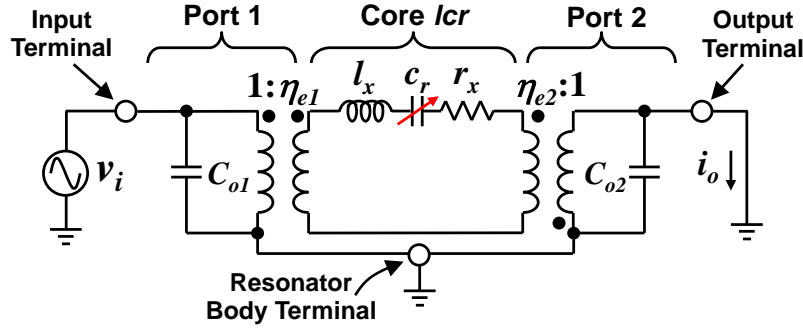 Input
Terminal
Port 1
Core lcr
Port 2
Output
Terminal
1:ηe1
lx
cr
rx
ηe2:1
vi
Co1
Co2
io
Resonator
Body Terminal